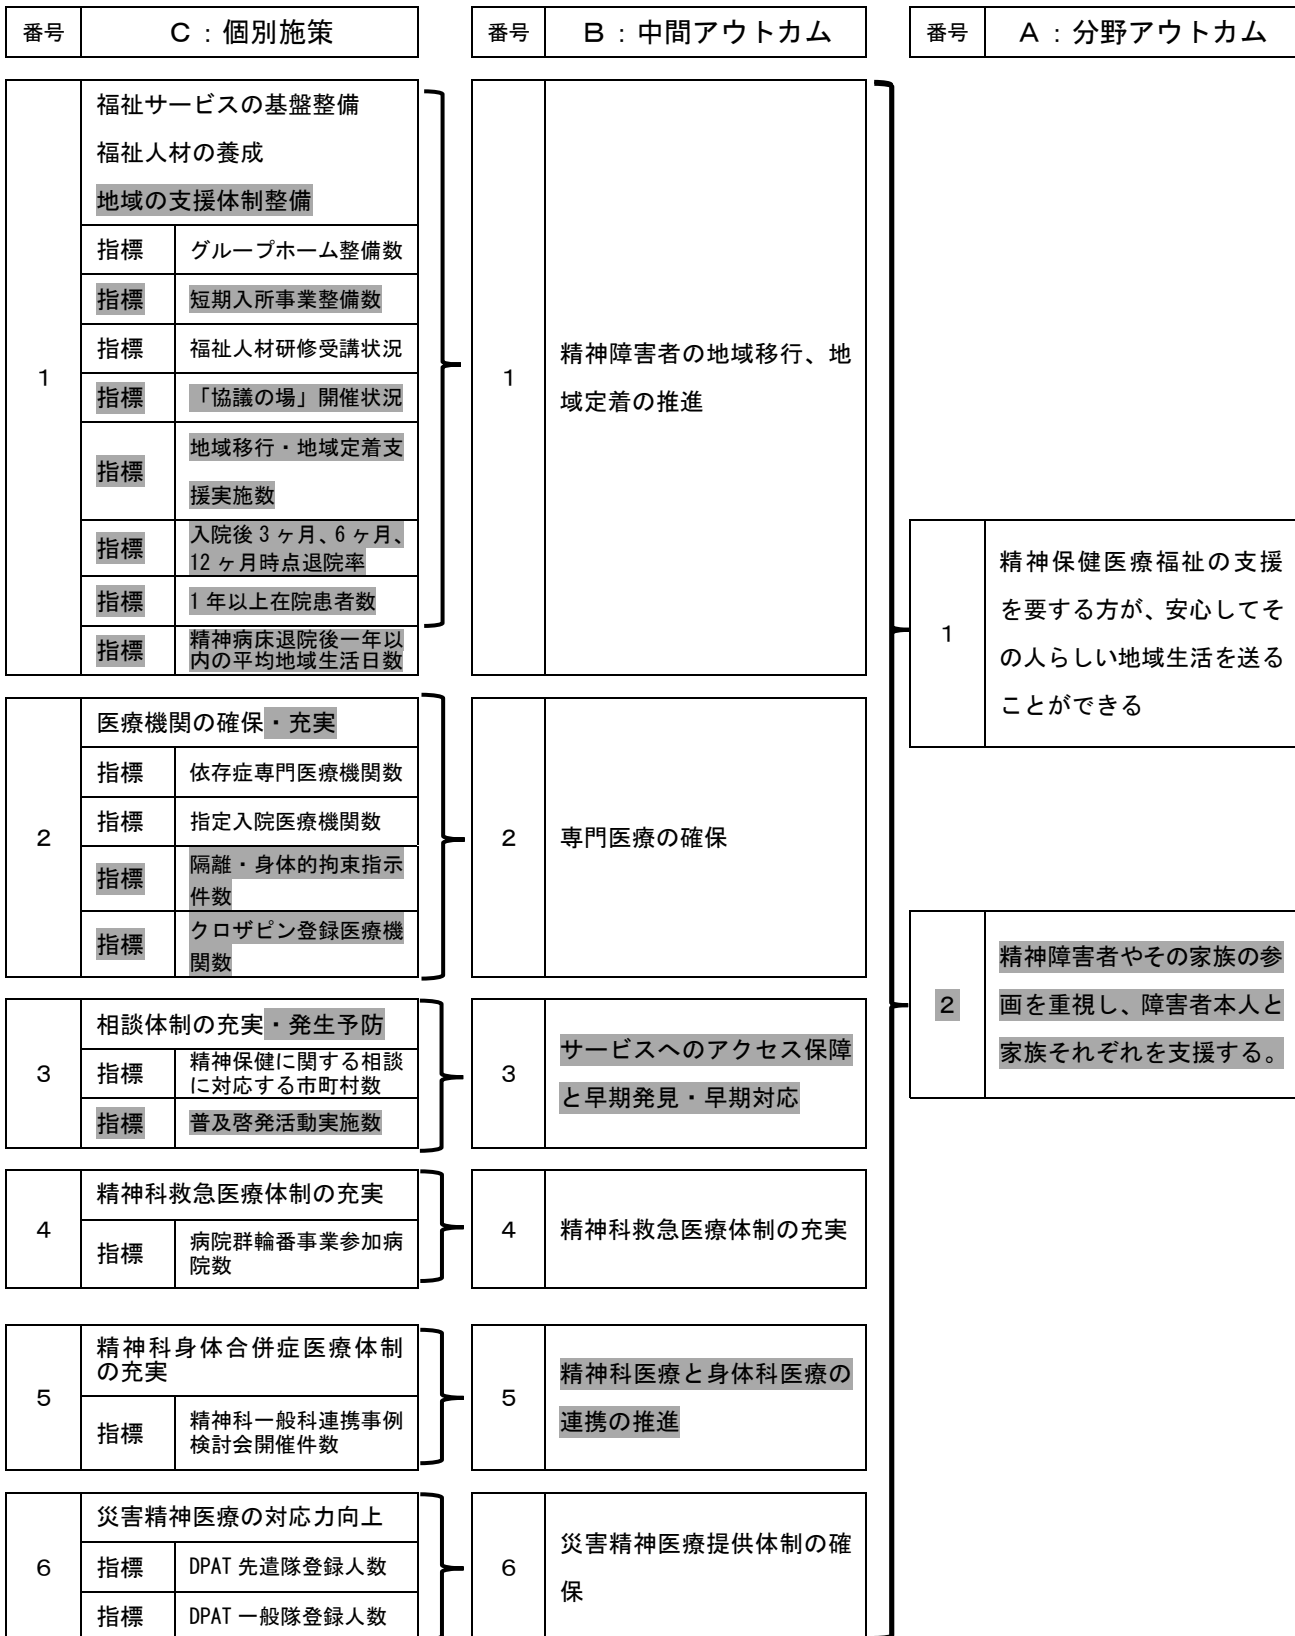 番号 C：個別施策
番号 B：中間アウトカム
番号 A：分野アウトカム
1
福祉サービスの基盤整備
福祉人材の養成
地域の支援体制整備
指標 グループホーム整備数
指標 短期入所事業整備数
指標 福祉人材研修受講状況
指標 「協議の場」開催状況
指標 地域移行・地域定着支
援実施数
指標 入院後3ヶ月、6ヶ月、
12ヶ月時点退院率
指標 1年以上在院患者数
指標 精神病床退院後一年以
内の平均地域生活日数
1
精神障害者の地域移行、地
域定着の推進
2
医療機関の確保・充実
指標 依存症専門医療機関数
指標 指定入院医療機関数
指標 隔離・身体的拘束指示
件数
指標 クロザピン登録医療機
関数
2
専門医療の確保
3
相談体制の充実・発生予防
指標 精神保健に関する相談
に対応する市町村数
指標 普及啓発活動実施数
3
サービスへのアクセス保障
と早期発見・早期対応
4
精神科救急医療体制の充実
指標 病院群輪番事業参加病
院数
4
精神科救急医療体制の充実
5
精神科身体合併症医療体制
の充実
指標 精神科一般科連携事例
検討会開催件数
5
精神科医療と身体科医療の
連携の推進
6
災害精神医療の対応力向上
指標 DPAT先遣隊登録人数
指標 DPAT一般隊登録人数
6
災害精神医療提供体制の確
保
1
精神保健医療福祉の支援
を要する方が、安心してそ
の人らしい地域生活を送る
ことができる
2
精神障害者やその家族の参
画を重視し、障害者本人と
家族それぞれを支援する。